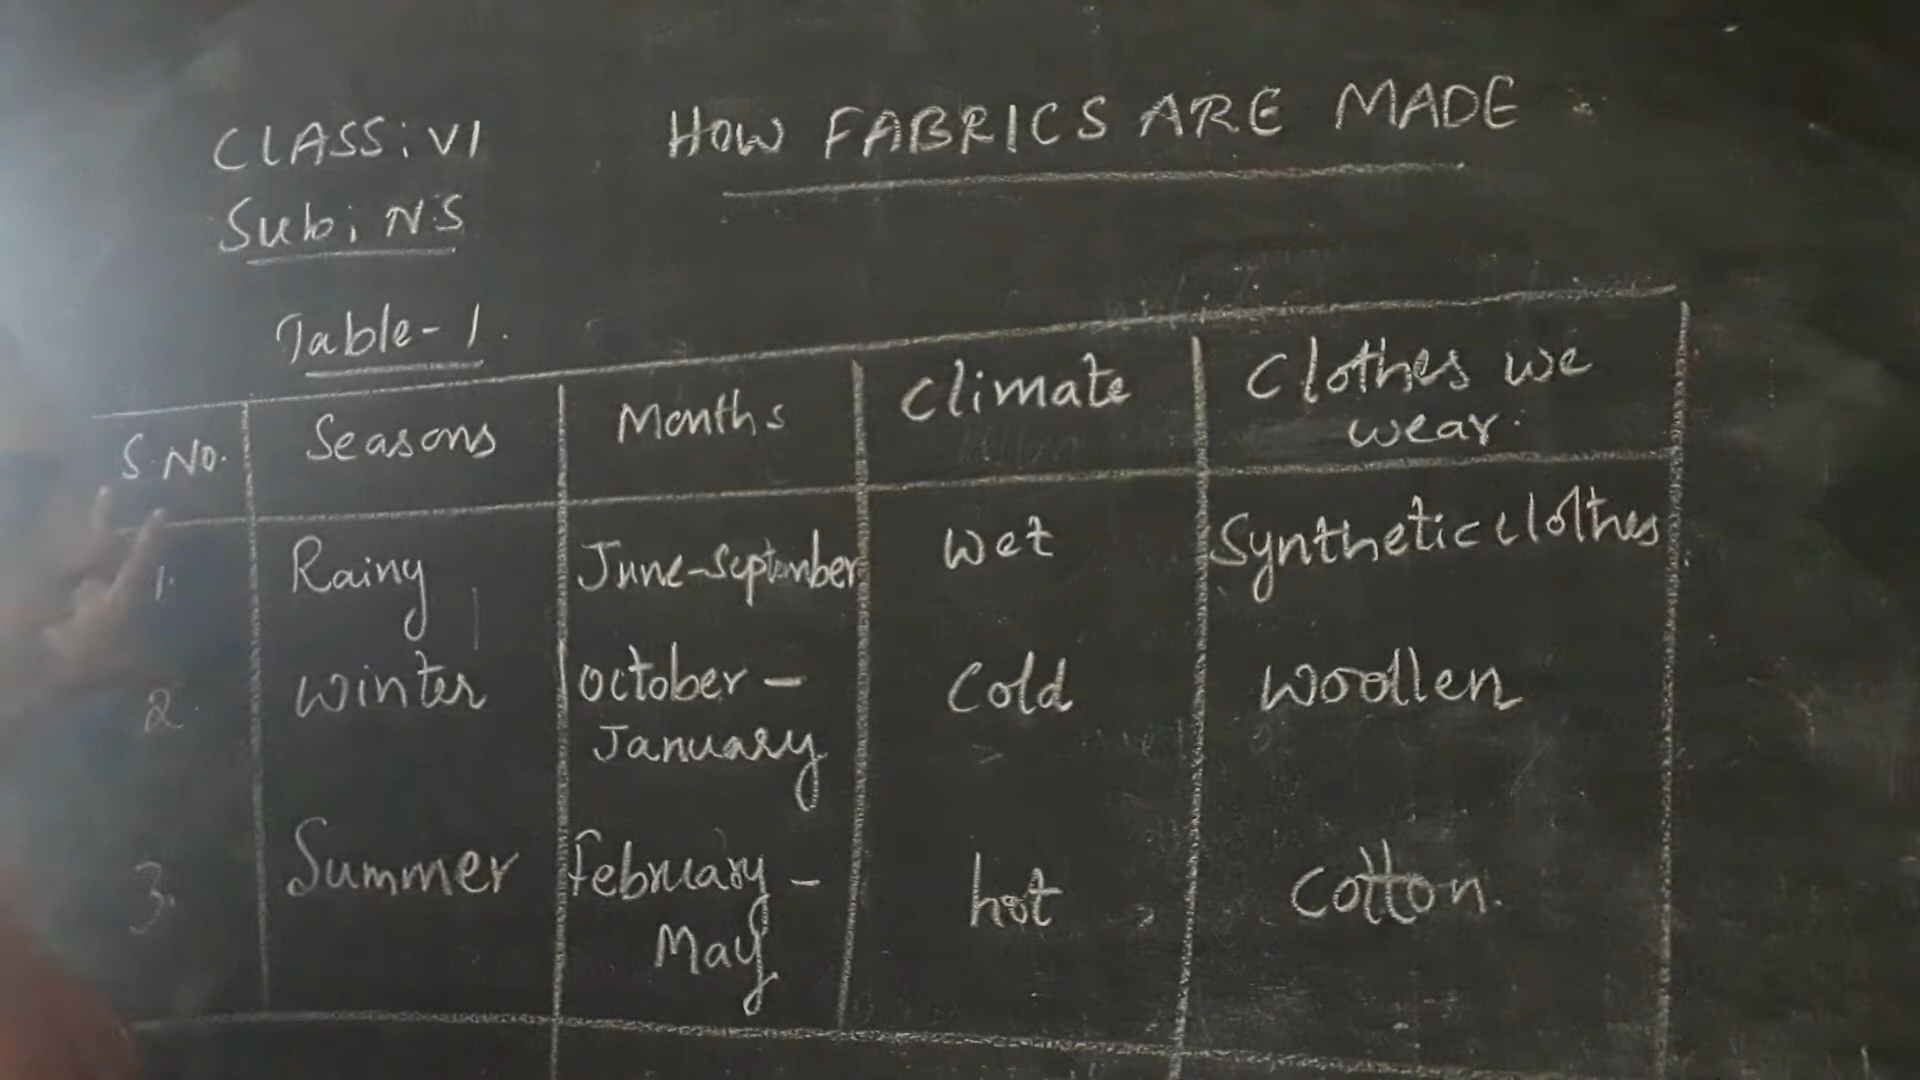 CLASS: VI
HOW FABRICS ARE MADE
Sub: N.S
Table-1.
S.No. Seasons Months Climate Clothes we wear.
1. Rainy June-September wet Synthetic clothes
2. winter October - January Cold woollen
3. Summer February - May hot cotton.